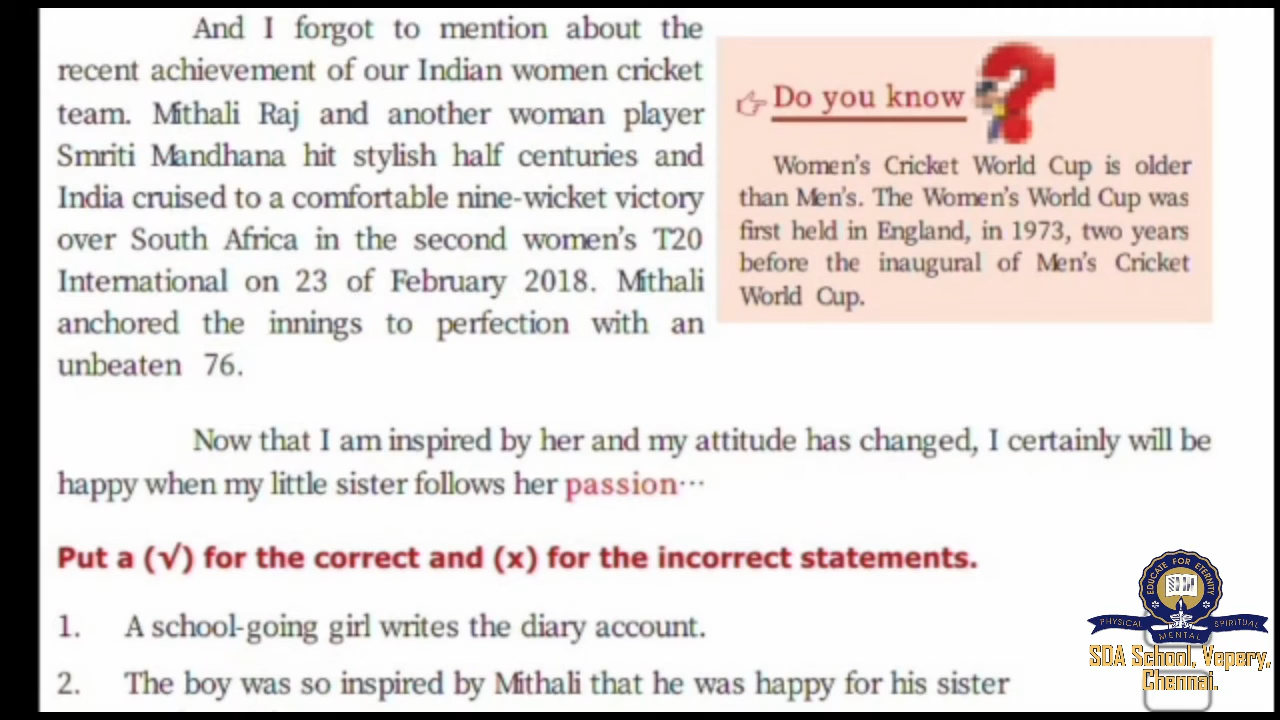 And I forgot to mention about the
recent achievement of our Indian women cricket
team. Mithali Raj and another woman player
Smriti Mandhana hit stylish half centuries and
India cruised to a comfortable nine-wicket victory
over South Africa in the second women's T20
International on 23 of February 2018. Mithali
anchored the innings to perfection with an
unbeaten 76.
Do you know
Women's Cricket World Cup is older
than Men's. The Women's World Cup was
first held in England, in 1973, two years
before the inaugural of Men's Cricket
World Cup.
Now that I am inspired by her and my attitude has changed, I certainly will be
happy when my little sister follows her passion...
Put a (√) for the correct and (x) for the incorrect statements.
1. A school-going girl writes the diary account.
2. The boy was so inspired by Mithali that he was happy for his sister
EDUCATE FOR ETERNITY
PHYSICAL MENTAL SPIRITUAL
SDA School, Vepery,
Chennai.